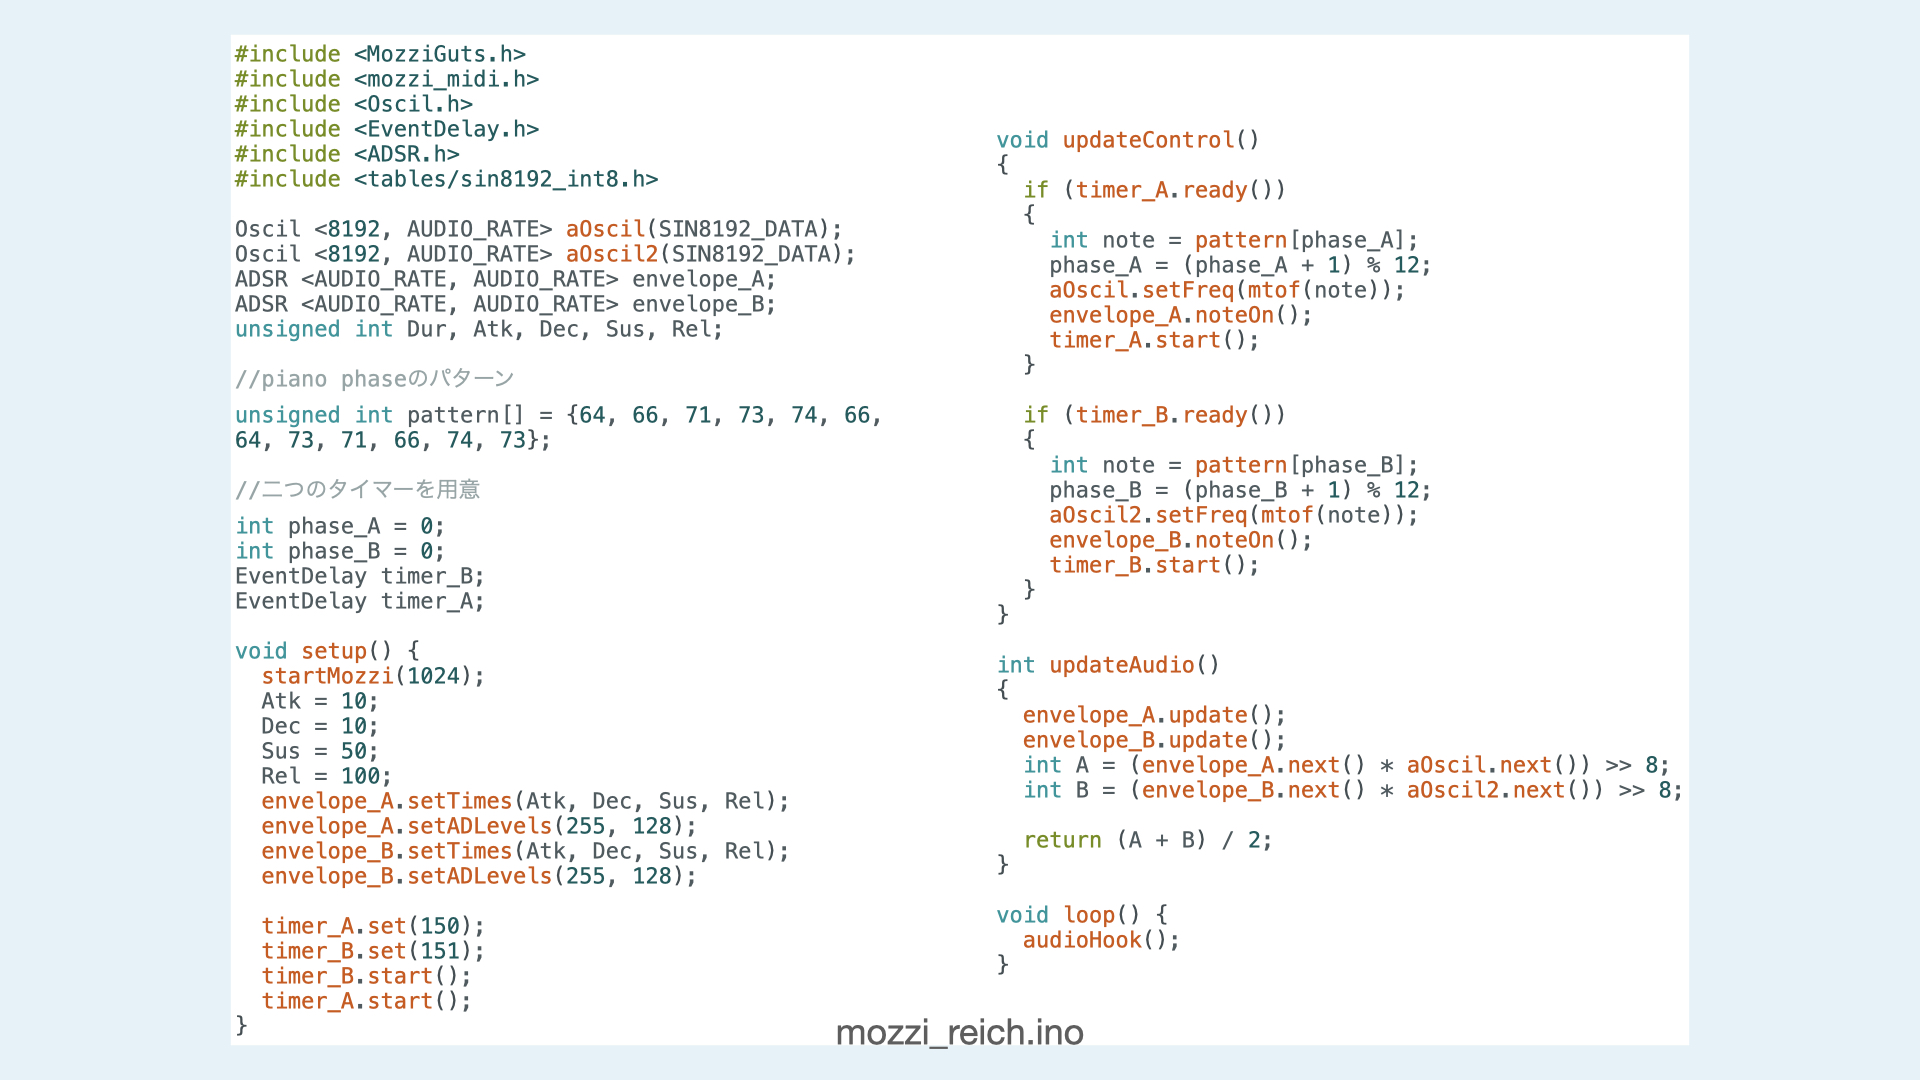 #include <MozziGuts.h>
#include <mozzi_midi.h>
#include <Oscil.h>
#include <EventDelay.h>
#include <ADSR.h>
#include <tables/sin8192_int8.h>

Oscil <8192, AUDIO_RATE> aOscil(SIN8192_DATA);
Oscil <8192, AUDIO_RATE> aOscil2(SIN8192_DATA);
ADSR <AUDIO_RATE, AUDIO_RATE> envelope_A;
ADSR <AUDIO_RATE, AUDIO_RATE> envelope_B;
unsigned int Dur, Atk, Dec, Sus, Rel;

//piano phaseのパターン
unsigned int pattern[] = {64, 66, 71, 73, 74, 66,
64, 73, 71, 66, 74, 73};

//二つのタイマーを用意
int phase_A = 0;
int phase_B = 0;
EventDelay timer_B;
EventDelay timer_A;

void setup() {
  startMozzi(1024);
  Atk = 10;
  Dec = 10;
  Sus = 50;
  Rel = 100;
  envelope_A.setTimes(Atk, Dec, Sus, Rel);
  envelope_A.setADLevels(255, 128);
  envelope_B.setTimes(Atk, Dec, Sus, Rel);
  envelope_B.setADLevels(255, 128);

  timer_A.set(150);
  timer_B.set(151);
  timer_B.start();
  timer_A.start();
}

void updateControl()
{
  if (timer_A.ready())
  {
    int note = pattern[phase_A];
    phase_A = (phase_A + 1) % 12;
    aOscil.setFreq(mtof(note));
    envelope_A.noteOn();
    timer_A.start();
  }

  if (timer_B.ready())
  {
    int note = pattern[phase_B];
    phase_B = (phase_B + 1) % 12;
    aOscil2.setFreq(mtof(note));
    envelope_B.noteOn();
    timer_B.start();
  }
}

int updateAudio()
{
  envelope_A.update();
  envelope_B.update();
  int A = (envelope_A.next() * aOscil.next()) >> 8;
  int B = (envelope_B.next() * aOscil2.next()) >> 8;

  return (A + B) / 2;
}

void loop() {
  audioHook();
}
mozzi_reich.ino